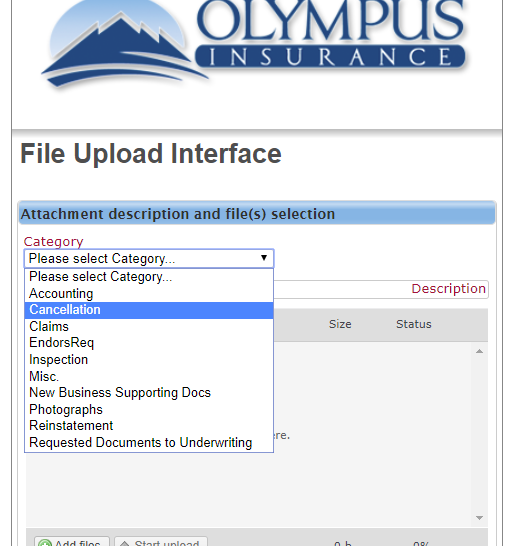 OLYMPUS
INSURANCE
File Upload Interface
Attachment description and file(s) selection
Category
Please select Category...
Please select Category...
Accounting
Cancellation
Claims
EndorsReq
Inspection
Misc.
New Business Supporting Docs
Photographs
Reinstatement
Requested Documents to Underwriting
Description
Size Status
ere.
Add files Start upload 0 b 0%